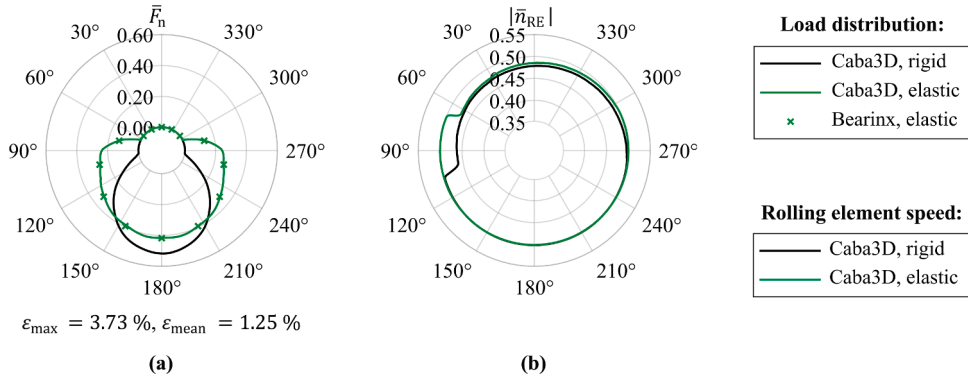 F̅ₙ
0.60
0.40
0.20
0.00
30°
330°
60°
300°
90°
270°
120°
240°
150°
210°
180°
ε_max = 3.73 %, ε_mean = 1.25 %
(a)
|n̅_RE|
0.55
0.50
0.45
0.40
0.35
30°
330°
60°
300°
90°
270°
120°
240°
150°
210°
180°
(b)
Load distribution:
Caba3D, rigid
Caba3D, elastic
Bearinx, elastic
Rolling element speed:
Caba3D, rigid
Caba3D, elastic